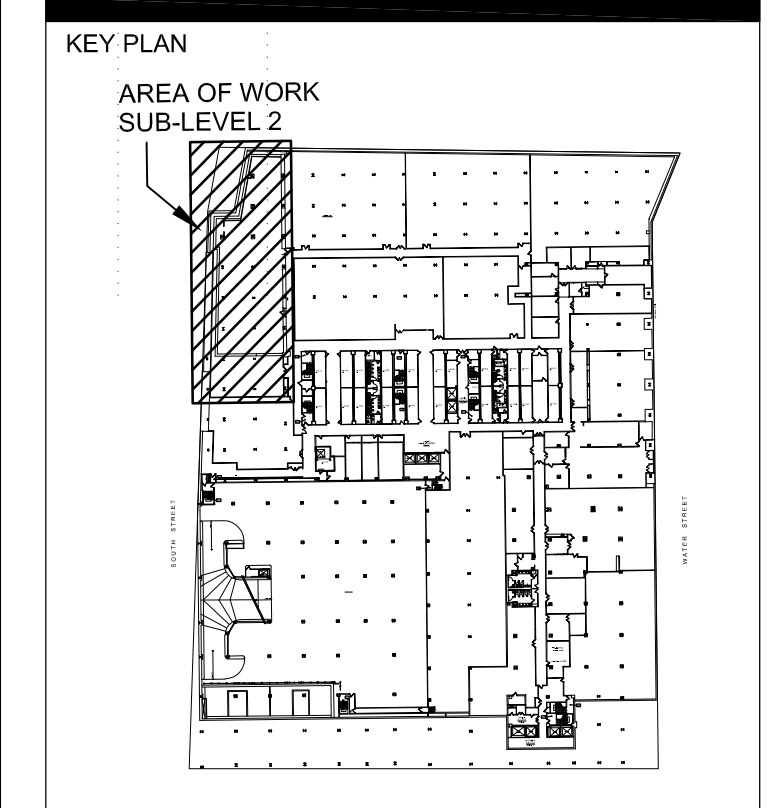 KEY PLAN
AREA OF WORK
SUB-LEVEL 2
SOUTH STREET
WATER STREET